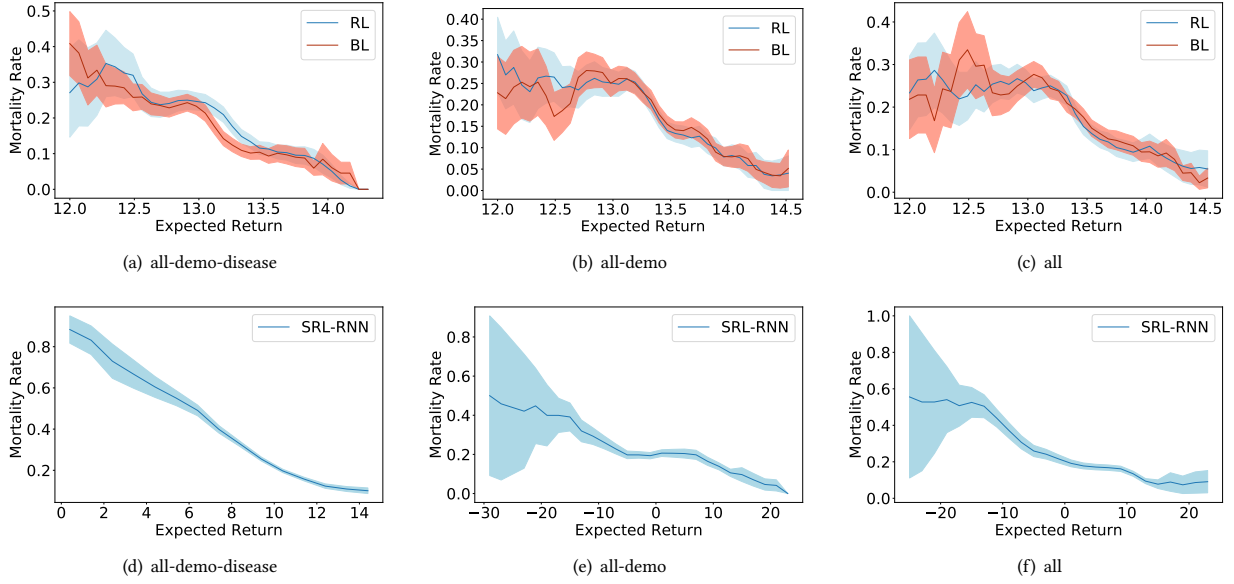 0.5
0.4
0.3
0.2
0.1
0.0
Mortality Rate
12.0 12.5 13.0 13.5 14.0
Expected Return
RL
BL
(a) all-demo-disease
0.40
0.35
0.30
0.25
0.20
0.15
0.10
0.05
0.00
Mortality Rate
12.0 12.5 13.0 13.5 14.0 14.5
Expected Return
RL
BL
(b) all-demo
0.4
0.3
0.2
0.1
0.0
Mortality Rate
12.0 12.5 13.0 13.5 14.0 14.5
Expected Return
RL
BL
(c) all
0.8
0.6
0.4
0.2
Mortality Rate
0 2 4 6 8 10 12 14
Expected Return
SRL-RNN
(d) all-demo-disease
0.8
0.6
0.4
0.2
0.0
Mortality Rate
−30 −20 −10 0 10 20
Expected Return
SRL-RNN
(e) all-demo
1.0
0.8
0.6
0.4
0.2
0.0
Mortality Rate
−20 −10 0 10 20
Expected Return
SRL-RNN
(f) all